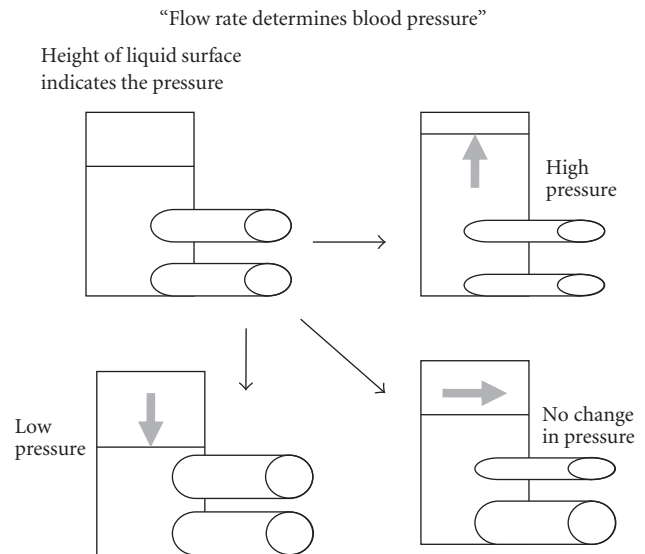 “Flow rate determines blood pressure”
Height of liquid surface
indicates the pressure
High
pressure
Low
pressure
No change
in pressure